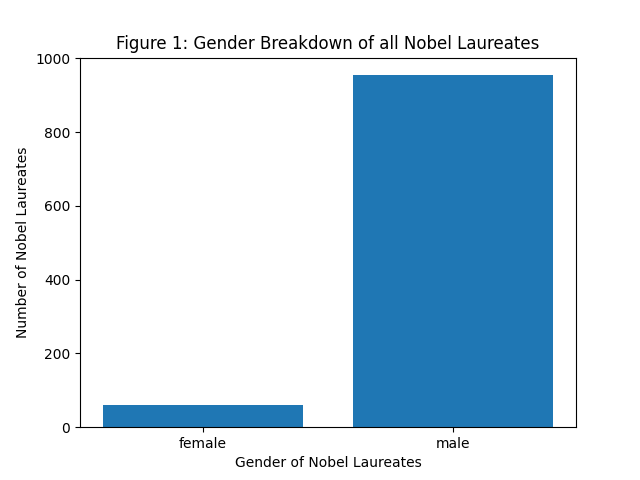 Figure 1: Gender Breakdown of all Nobel Laureates
1000
800
600
400
200
0
Number of Nobel Laureates
female male
Gender of Nobel Laureates